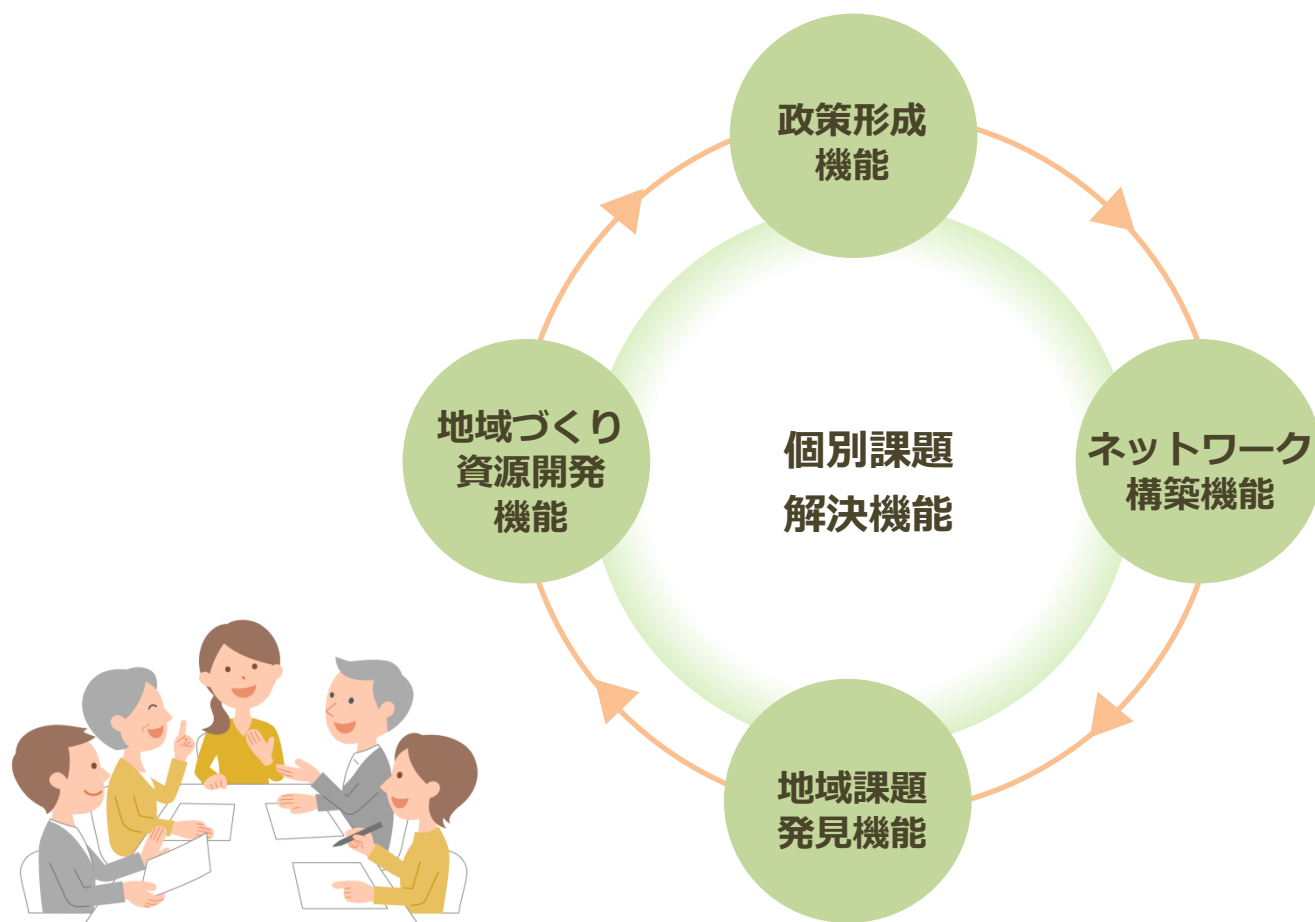 政策形成
機能
地域づくり
資源開発
機能
個別課題
解決機能
ネットワーク
構築機能
地域課題
発見機能